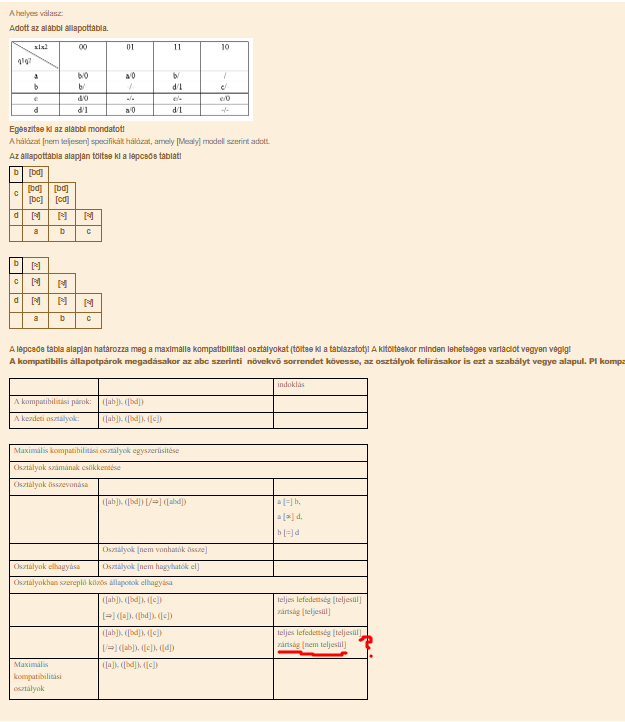 A helyes válasz:
Adott az alábbi állapottábla.
x1x2 00 01 11 10
q1q2
a b/0 a/0 b/ /
b b/ / d/1 c/
c d/0 -/- c/- c/0
d d/1 a/0 d/1 -/-
Egészítse ki az alábbi mondatot!
A hálózat [nem teljesen] specifikált hálózat, amely [Mealy] modell szerint adott.
Az állapottábla alapján töltse ki a lépcsős táblát!
b [bd]
c [bd] [bc] [bd] [cd]
d [≉] [≈] [≉]
a b c
b [≈]
c [≉] [≉]
d [≉] [≈] [≉]
a b c
A lépcsős tábla alapján határozza meg a maximális kompatibilitási osztályokat (töltse ki a táblázatot)! A kitöltéskor minden lehetséges variációt vegyen végig!
A kompatibilis állapotpárok megadásakor az abc szerinti növekvő sorrendet kövesse, az osztályok felírásakor is ezt a szabályt vegye alapul. Pl kompa
indoklás
A kompatibilitási párok: ([ab]), ([bd])
A kezdeti osztályok: ([ab]), ([bd]), ([c])
Maximális kompatibilitási osztályok egyszerűsítése
Osztályok számának csökkentése
Osztályok összevonása
([ab]), ([bd]) [/⇒] ([abd]) a [≈] b,
a [≉] d,
b [≈] d
Osztályok [nem vonhatók össze]
Osztályok elhagyása Osztályok [nem hagyhatók el]
Osztályokban szereplő közös állapotok elhagyása
([ab]), ([bd]), ([c]) teljes lefedettség [teljesül]
[⇒] ([a]), ([bd]), ([c]) zártság [teljesül]
([ab]), ([bd]), ([c]) teljes lefedettség [teljesül]
[/⇒] ([ab]), ([c]), ([d]) zártság [nem teljesül] ?
Maximális kompatibilitási osztályok ([a]), ([bd]), ([c])